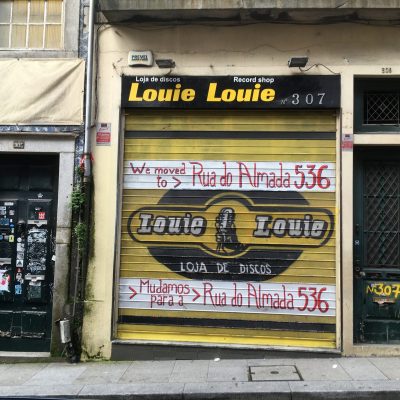 Loja de discos Record shop
Louie Louie Nº 307
We moved
to > Rua do Almada 536
Louie Louie
LOJA DE DISCOS
> Mudamos
para a > Rua do Almada 536
Nº307